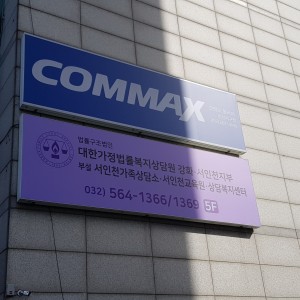 COMMAX
법률구조법인
대한가정법률복지상담원 강화·서인천지부
부설 서인천가족상담소·서인천교육원·상담복지센터
032) 564-1366/1369 5F